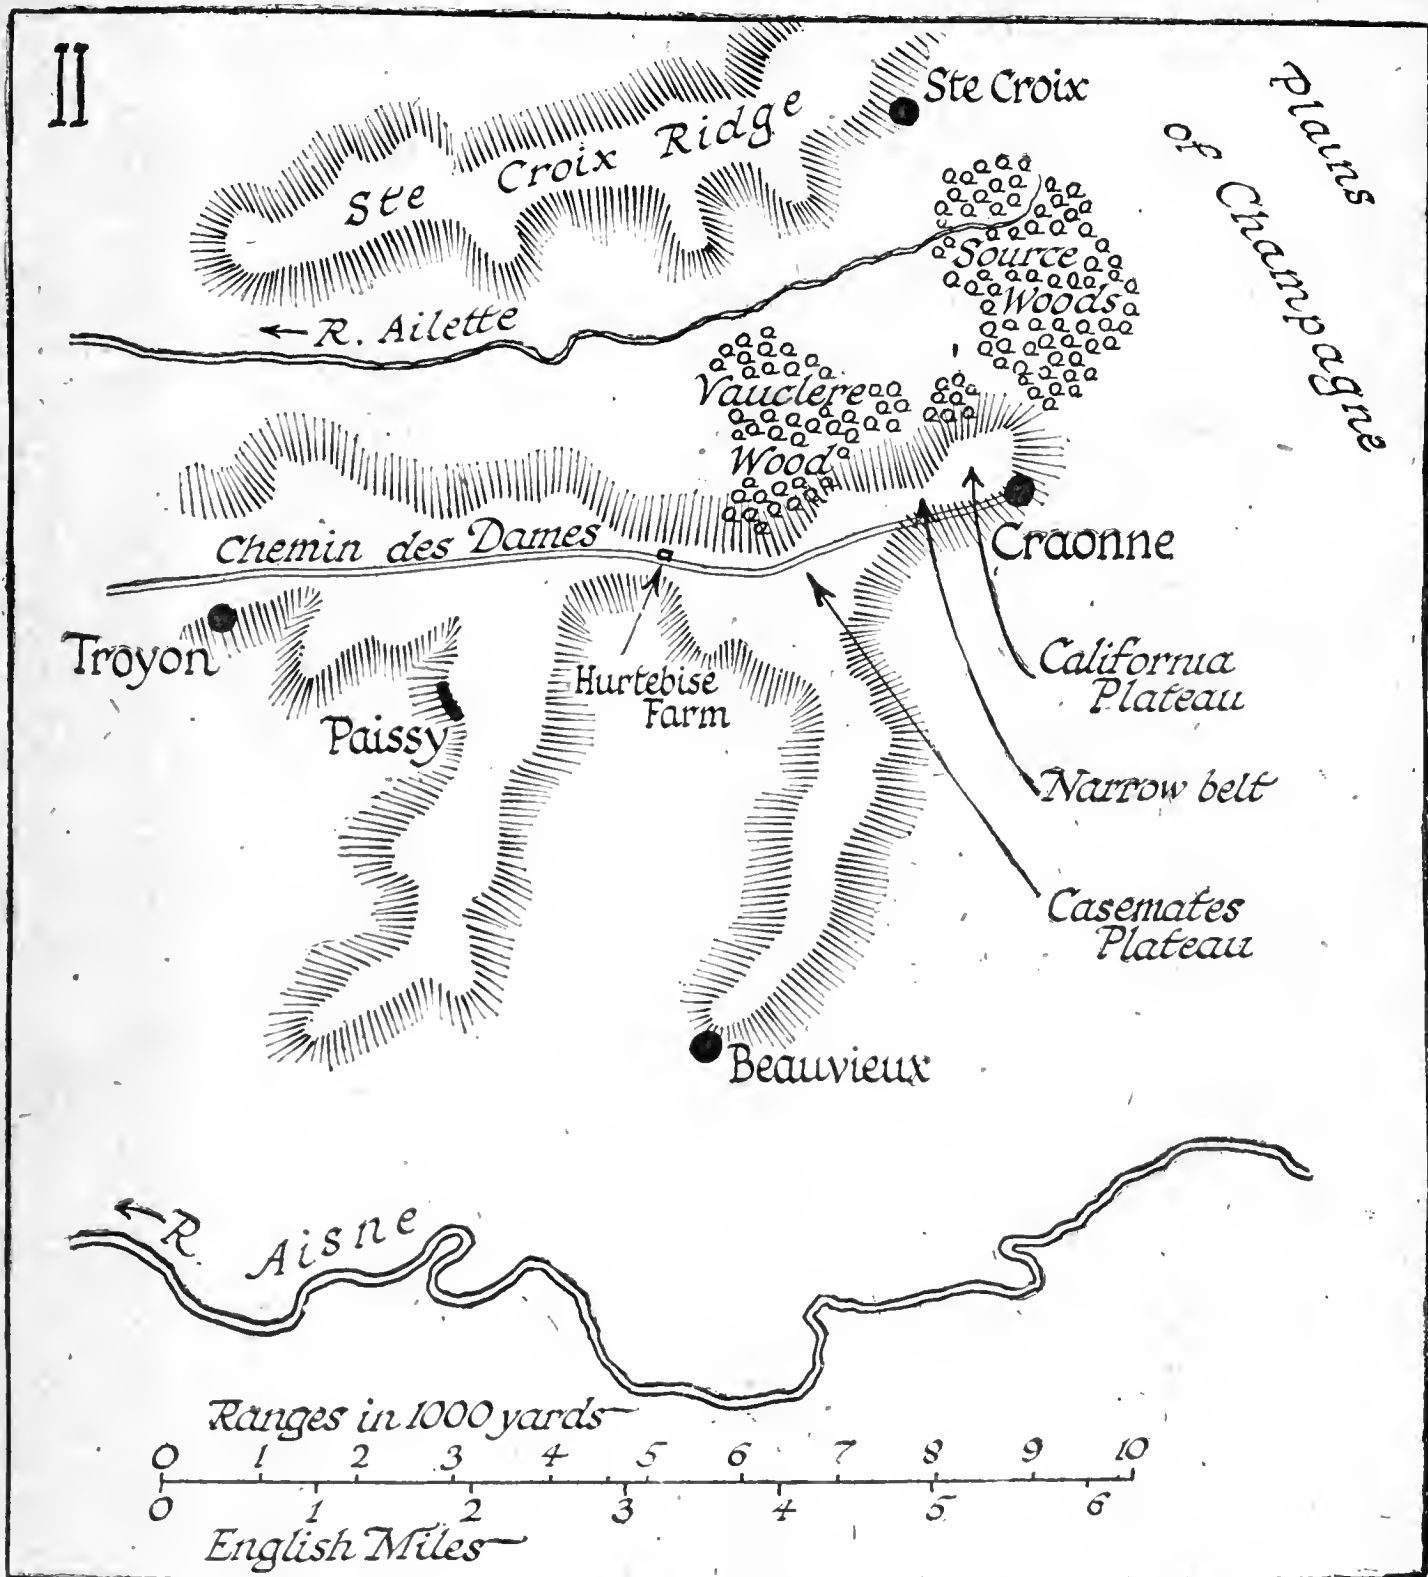 II
Ste Croix
Plains
of Champagne
Ste Croix Ridge
Source
Woods
← R. Ailette
Vauclere
Wood
Chemin des Dames
Craonne
Troyon
Hurtebise
Farm
California
Plateau
Paissy
Narrow belt
Casemates
Plateau
Beauvieux
← R. Aisne
Ranges in 1000 yards
0 1 2 3 4 5 6 7 8 9 10
0 1 2 3 4 5 6
English Miles